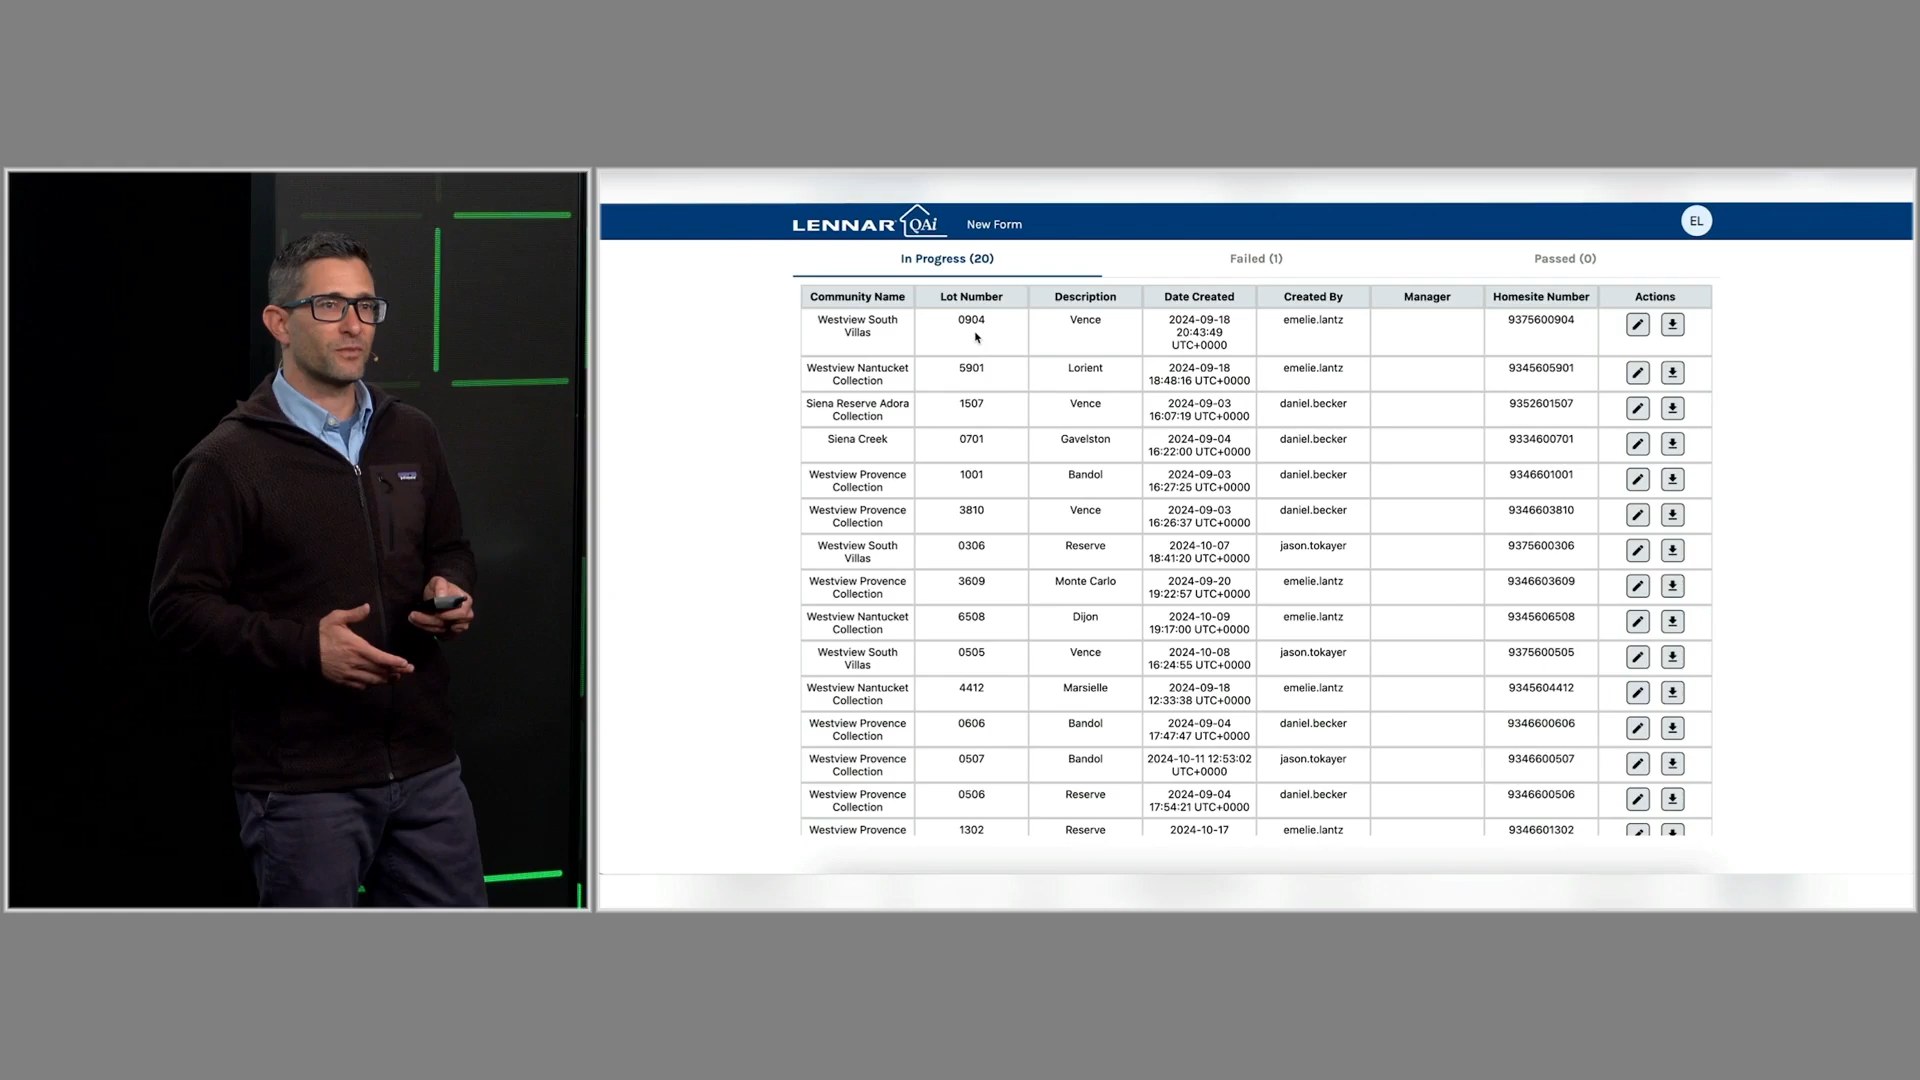 LENNAR QAi New Form EL
In Progress (20) Failed (1) Passed (0)
Community Name Lot Number Description Date Created Created By Manager Homesite Number Actions
Westview South 0904 Vence 2024-09-18 emelie.lantz 9375600904
Villas 20:43:49
UTC+0000
Westview Nantucket 5901 Lorient 2024-09-18 emelie.lantz 9345605901
Collection 18:48:16 UTC+0000
Siena Reserve Adora 1507 Vence 2024-09-03 daniel.becker 9352601507
Collection 16:07:19 UTC+0000
Siena Creek 0701 Gavelston 2024-09-04 daniel.becker 9334600701
16:22:00 UTC+0000
Westview Provence 1001 Bandol 2024-09-03 daniel.becker 9346601001
Collection 16:27:25 UTC+0000
Westview Provence 3810 Vence 2024-09-03 daniel.becker 9346603810
Collection 16:26:37 UTC+0000
Westview South 0306 Reserve 2024-10-07 jason.tokayer 9375600306
Villas 18:41:20 UTC+0000
Westview Provence 3609 Monte Carlo 2024-09-20 emelie.lantz 9346603609
Collection 19:22:57 UTC+0000
Westview Nantucket 6508 Dijon 2024-10-09 emelie.lantz 9345606508
Collection 19:17:00 UTC+0000
Westview South 0505 Vence 2024-10-08 jason.tokayer 9375600505
Villas 16:24:55 UTC+0000
Westview Nantucket 4412 Marsielle 2024-09-18 emelie.lantz 9345604412
Collection 12:33:38 UTC+0000
Westview Provence 0606 Bandol 2024-09-04 daniel.becker 9346600606
Collection 17:47:47 UTC+0000
Westview Provence 0507 Bandol 2024-10-11 12:53:02 jason.tokayer 9346600507
Collection UTC+0000
Westview Provence 0506 Reserve 2024-09-04 daniel.becker 9346600506
Collection 17:54:21 UTC+0000
Westview Provence 1302 Reserve 2024-10-17 emelie.lantz 9346601302